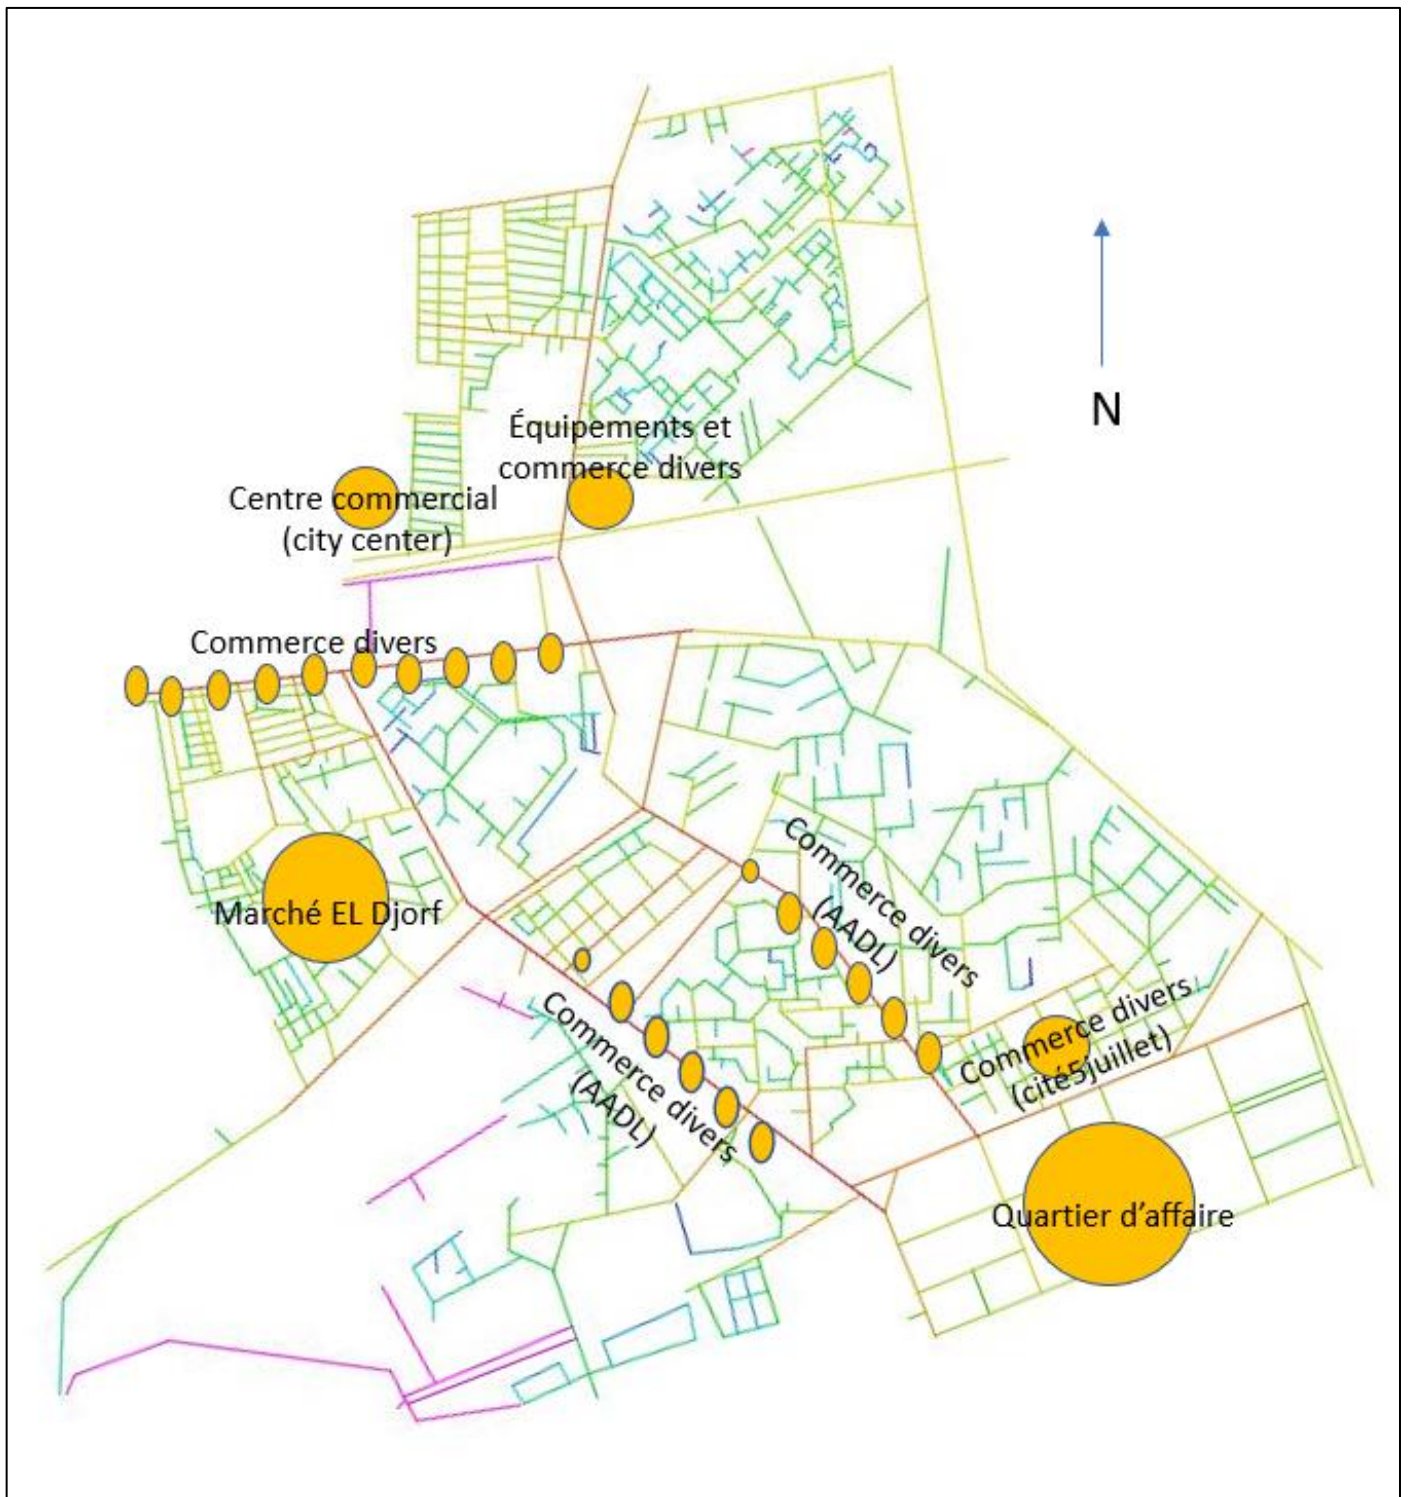 N
Équipements et
commerce divers
Centre commercial
(city center)
Commerce divers
Commerce divers
(AADL)
Marché EL Djorf
Commerce divers
(AADL)
Commerce divers
(cité5juillet)
Quartier d’affaire